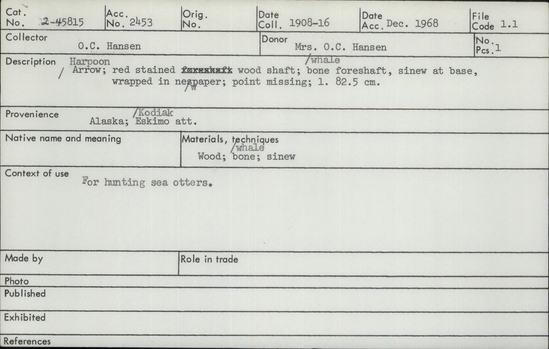 Cat. No. 2-45815 Acc. No. 2453 Orig. No. Date Coll. 1908-16 Date Acc. Dec. 1968 File Code 1.1
Collector O.C. Hansen Donor Mrs. O.C. Hansen No. Pcs. 1
Harpoon /whale
Description / Arrow; red stained foreshaft wood shaft; bone foreshaft, sinew at base,
wrapped in nespaper; point missing; l. 82.5 cm.
/w
/Kodiak
Provenience Alaska; Eskimo att.
Native name and meaning Materials, techniques
/whale
Wood; bone; sinew
Context of use For hunting sea otters.
Made by Role in trade
Photo
Published
Exhibited
References